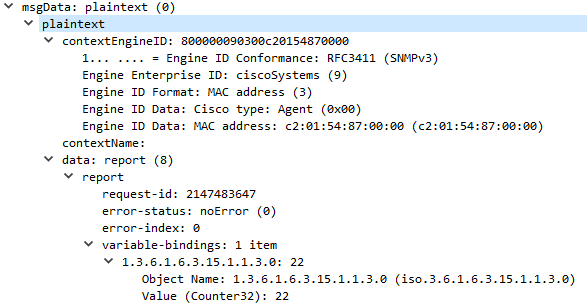 msgData: plaintext (0)
plaintext
contextEngineID: 800000090300c20154870000
1... .... = Engine ID Conformance: RFC3411 (SNMPv3)
Engine Enterprise ID: ciscoSystems (9)
Engine ID Format: MAC address (3)
Engine ID Data: Cisco type: Agent (0x00)
Engine ID Data: MAC address: c2:01:54:87:00:00 (c2:01:54:87:00:00)
contextName:
data: report (8)
report
request-id: 2147483647
error-status: noError (0)
error-index: 0
variable-bindings: 1 item
1.3.6.1.6.3.15.1.1.3.0: 22
Object Name: 1.3.6.1.6.3.15.1.1.3.0 (iso.3.6.1.6.3.15.1.1.3.0)
Value (Counter32): 22